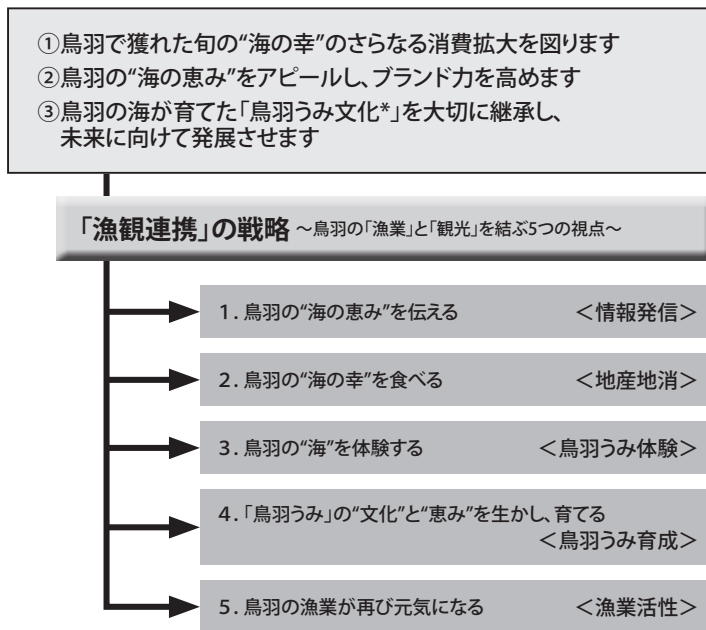 ①鳥羽で獲れた旬の“海の幸”のさらなる消費拡大を図ります
②鳥羽の“海の恵み”をアピールし、ブランド力を高めます
③鳥羽の海が育てた「鳥羽うみ文化*」を大切に継承し、
未来に向けて発展させます
「漁観連携」の戦略 ～鳥羽の「漁業」と「観光」を結ぶ5つの視点～
1. 鳥羽の“海の恵み”を伝える ＜情報発信＞
2. 鳥羽の“海の幸”を食べる ＜地産地消＞
3. 鳥羽の“海”を体験する ＜鳥羽うみ体験＞
4. 「鳥羽うみ」の“文化”と“恵み”を生かし、育てる
＜鳥羽うみ育成＞
5. 鳥羽の漁業が再び元気になる ＜漁業活性＞